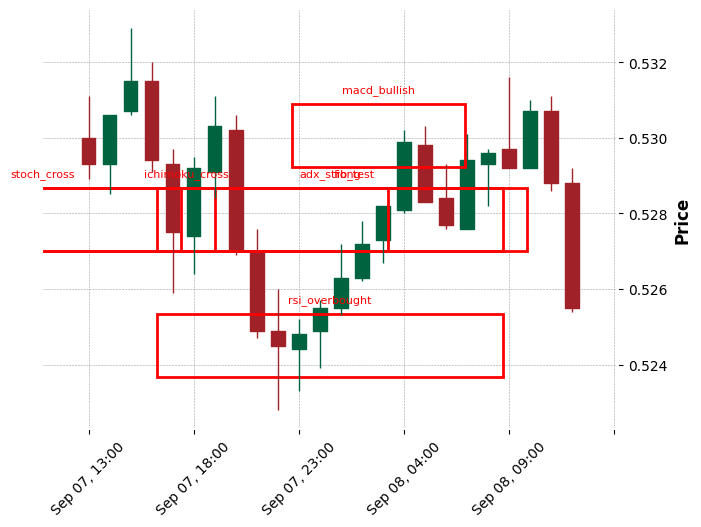 macd_bullish
stoch_cross
ichimoku_cross
adx_strong
fib_test
rsi_overbought
0.532
0.530
0.528
0.526
0.524
Price
Sep 07, 13:00
Sep 07, 18:00
Sep 07, 23:00
Sep 08, 04:00
Sep 08, 09:00